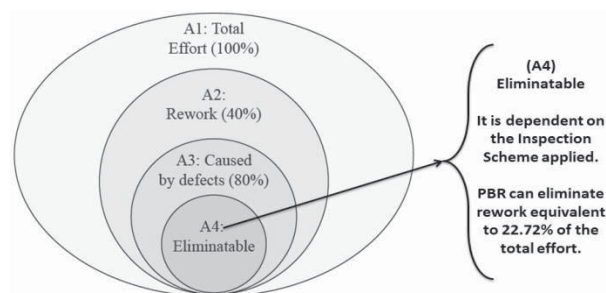 A1: Total
Effort (100%)
A2:
Rework (40%)
A3: Caused
by defects (80%)
A4:
Eliminatable
(A4)
Eliminatable
It is dependent on
the Inspection
Scheme applied.
PBR can eliminate
rework equivalent
to 22.72% of the
total effort.